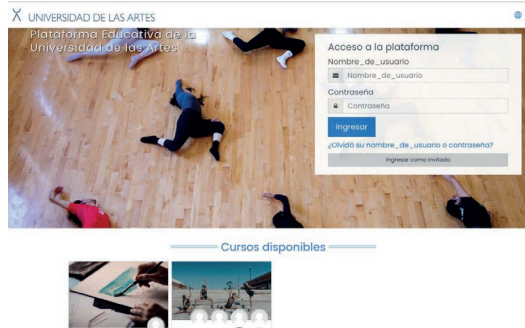 UNIVERSIDAD DE LAS ARTES
Plataforma Educativa de la
Universidad de las Artes
Acceso a la plataforma
Nombre_de_usuario
Nombre_de_usuario
Contraseña
Contraseña
Ingresar
¿Olvidó su nombre_de_usuario o contraseña?
Ingresar como invitado
Cursos disponibles